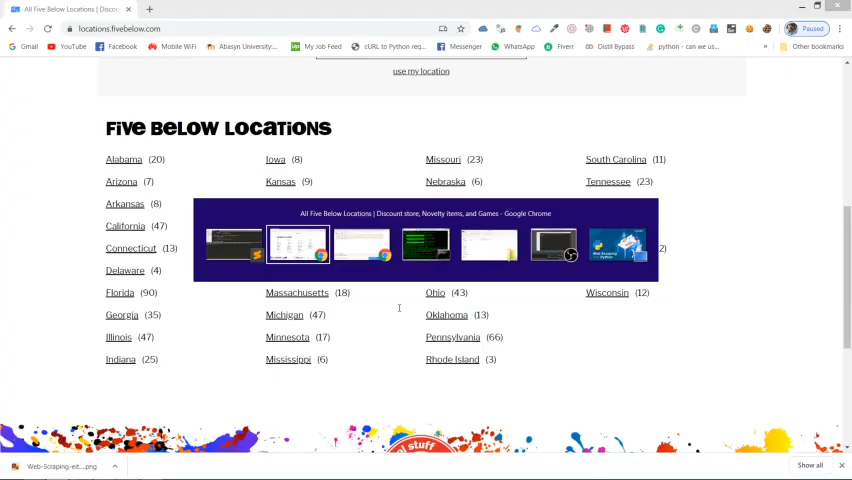 All Five Below Locations | Discou
locations.fivebelow.com
Paused
Gmail
YouTube
Facebook
Mobile WiFi
Abasyn University:...
My Job Feed
cURL to Python req...
Messenger
WhatsApp
Fiverr
Distil Bypass
python - can we us...
»
Other bookmarks
use my location
Five Below Locations
Alabama (20)
Iowa (8)
Missouri (23)
South Carolina (11)
Arizona (7)
Kansas (9)
Nebraska (6)
Tennessee (23)
Arkansas (8)
All Five Below Locations | Discount store, Novelty items, and Games - Google Chrome
California (47)
Connecticut (13)
2)
Delaware (4)
Florida (90)
Massachusetts (18)
Ohio (43)
Wisconsin (12)
Georgia (35)
Michigan (47)
Oklahoma (13)
Illinois (47)
Minnesota (17)
Pennsylvania (66)
Indiana (25)
Mississippi (6)
Rhode Island (3)
stuff
Web-Scraping-eit....png
Show all